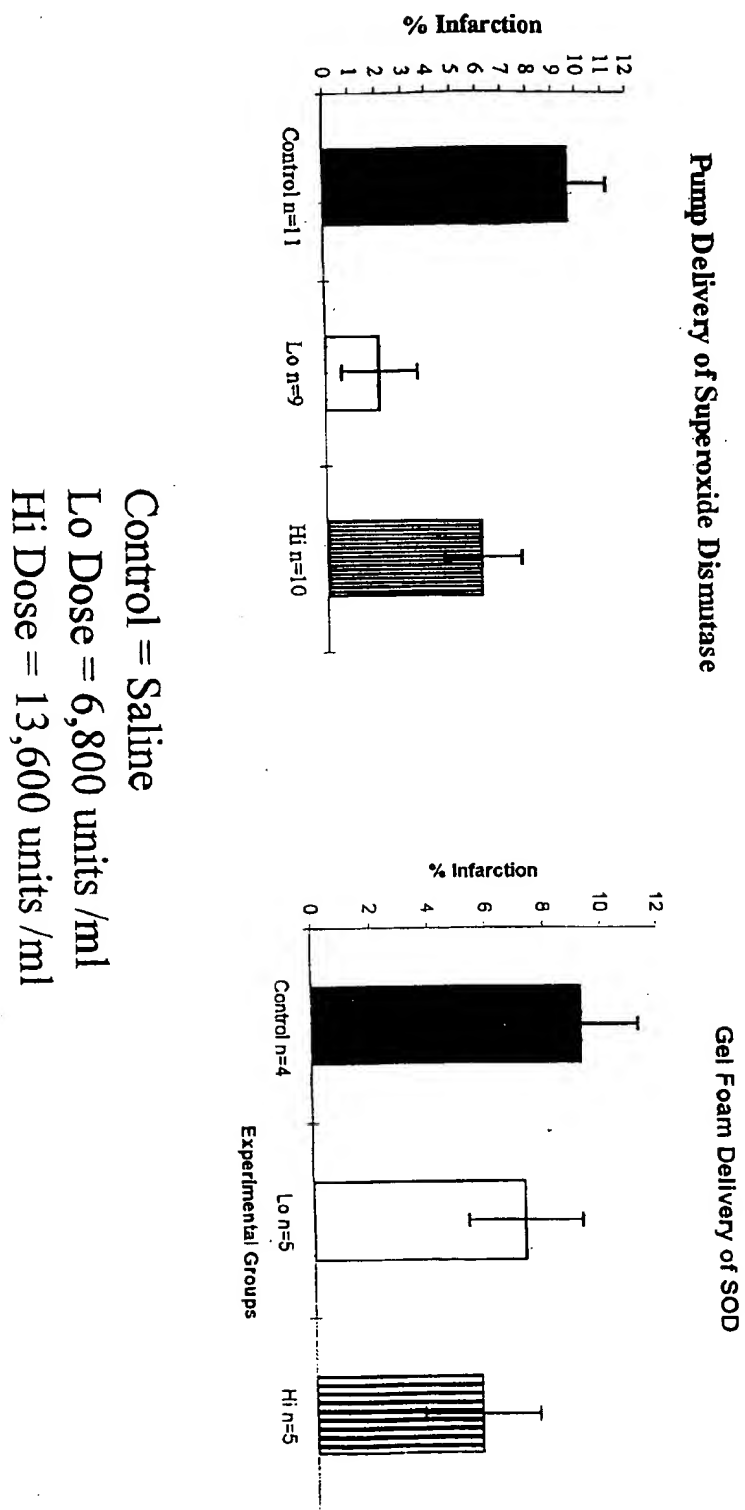 Pump Delivery of Superoxide Dismutase
% Infarction
12
11
10
9
8
7
6
5
4
3
2
1
0
Control n=11
Lo n=9
Hi n=10
Gel Foam Delivery of SOD
% Infarction
12
10
8
6
4
2
0
Control n=4
Lo n=5
Hi n=5
Experimental Groups
Control = Saline
Lo Dose = 6,800 units /ml
Hi Dose = 13,600 units /ml